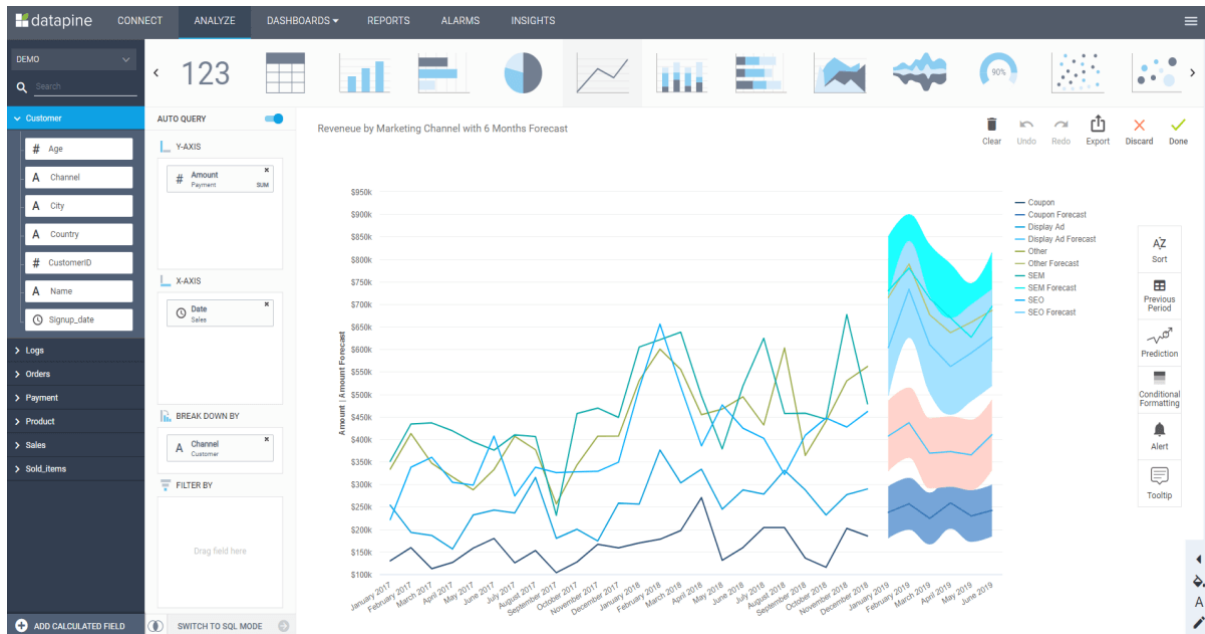 datapine
CONNECT
ANALYZE
DASHBOARDS
REPORTS
ALARMS
INSIGHTS
DEMO
Search
Customer
# Age
A Channel
A City
A Country
# CustomerID
A Name
Signup_date
Logs
Orders
Payment
Product
Sales
Sold_items
ADD CALCULATED FIELD
123
90%
AUTO QUERY
Y-AXIS
# Amount
Payment
SUM
X-AXIS
Date
Sales
BREAK DOWN BY
A Channel
Customer
FILTER BY
Drag field here
SWITCH TO SQL MODE
Reveneue by Marketing Channel with 6 Months Forecast
Clear
Undo
Redo
Export
Discard
Done
Amount | Amount Forecast
$950k
$900k
$850k
$800k
$750k
$700k
$650k
$600k
$550k
$500k
$450k
$400k
$350k
$300k
$250k
$200k
$150k
$100k
January 2017
February 2017
March 2017
April 2017
May 2017
June 2017
July 2017
August 2017
September 2017
October 2017
November 2017
December 2017
January 2018
February 2018
March 2018
April 2018
May 2018
June 2018
July 2018
August 2018
September 2018
October 2018
November 2018
December 2018
January 2019
February 2019
March 2019
April 2019
May 2019
June 2019
Coupon
Coupon Forecast
Display Ad
Display Ad Forecast
Other
Other Forecast
SEM
SEM Forecast
SEO
SEO Forecast
AZ
Sort
Previous
Period
Prediction
Conditional
Formatting
Alert
Tooltip
A